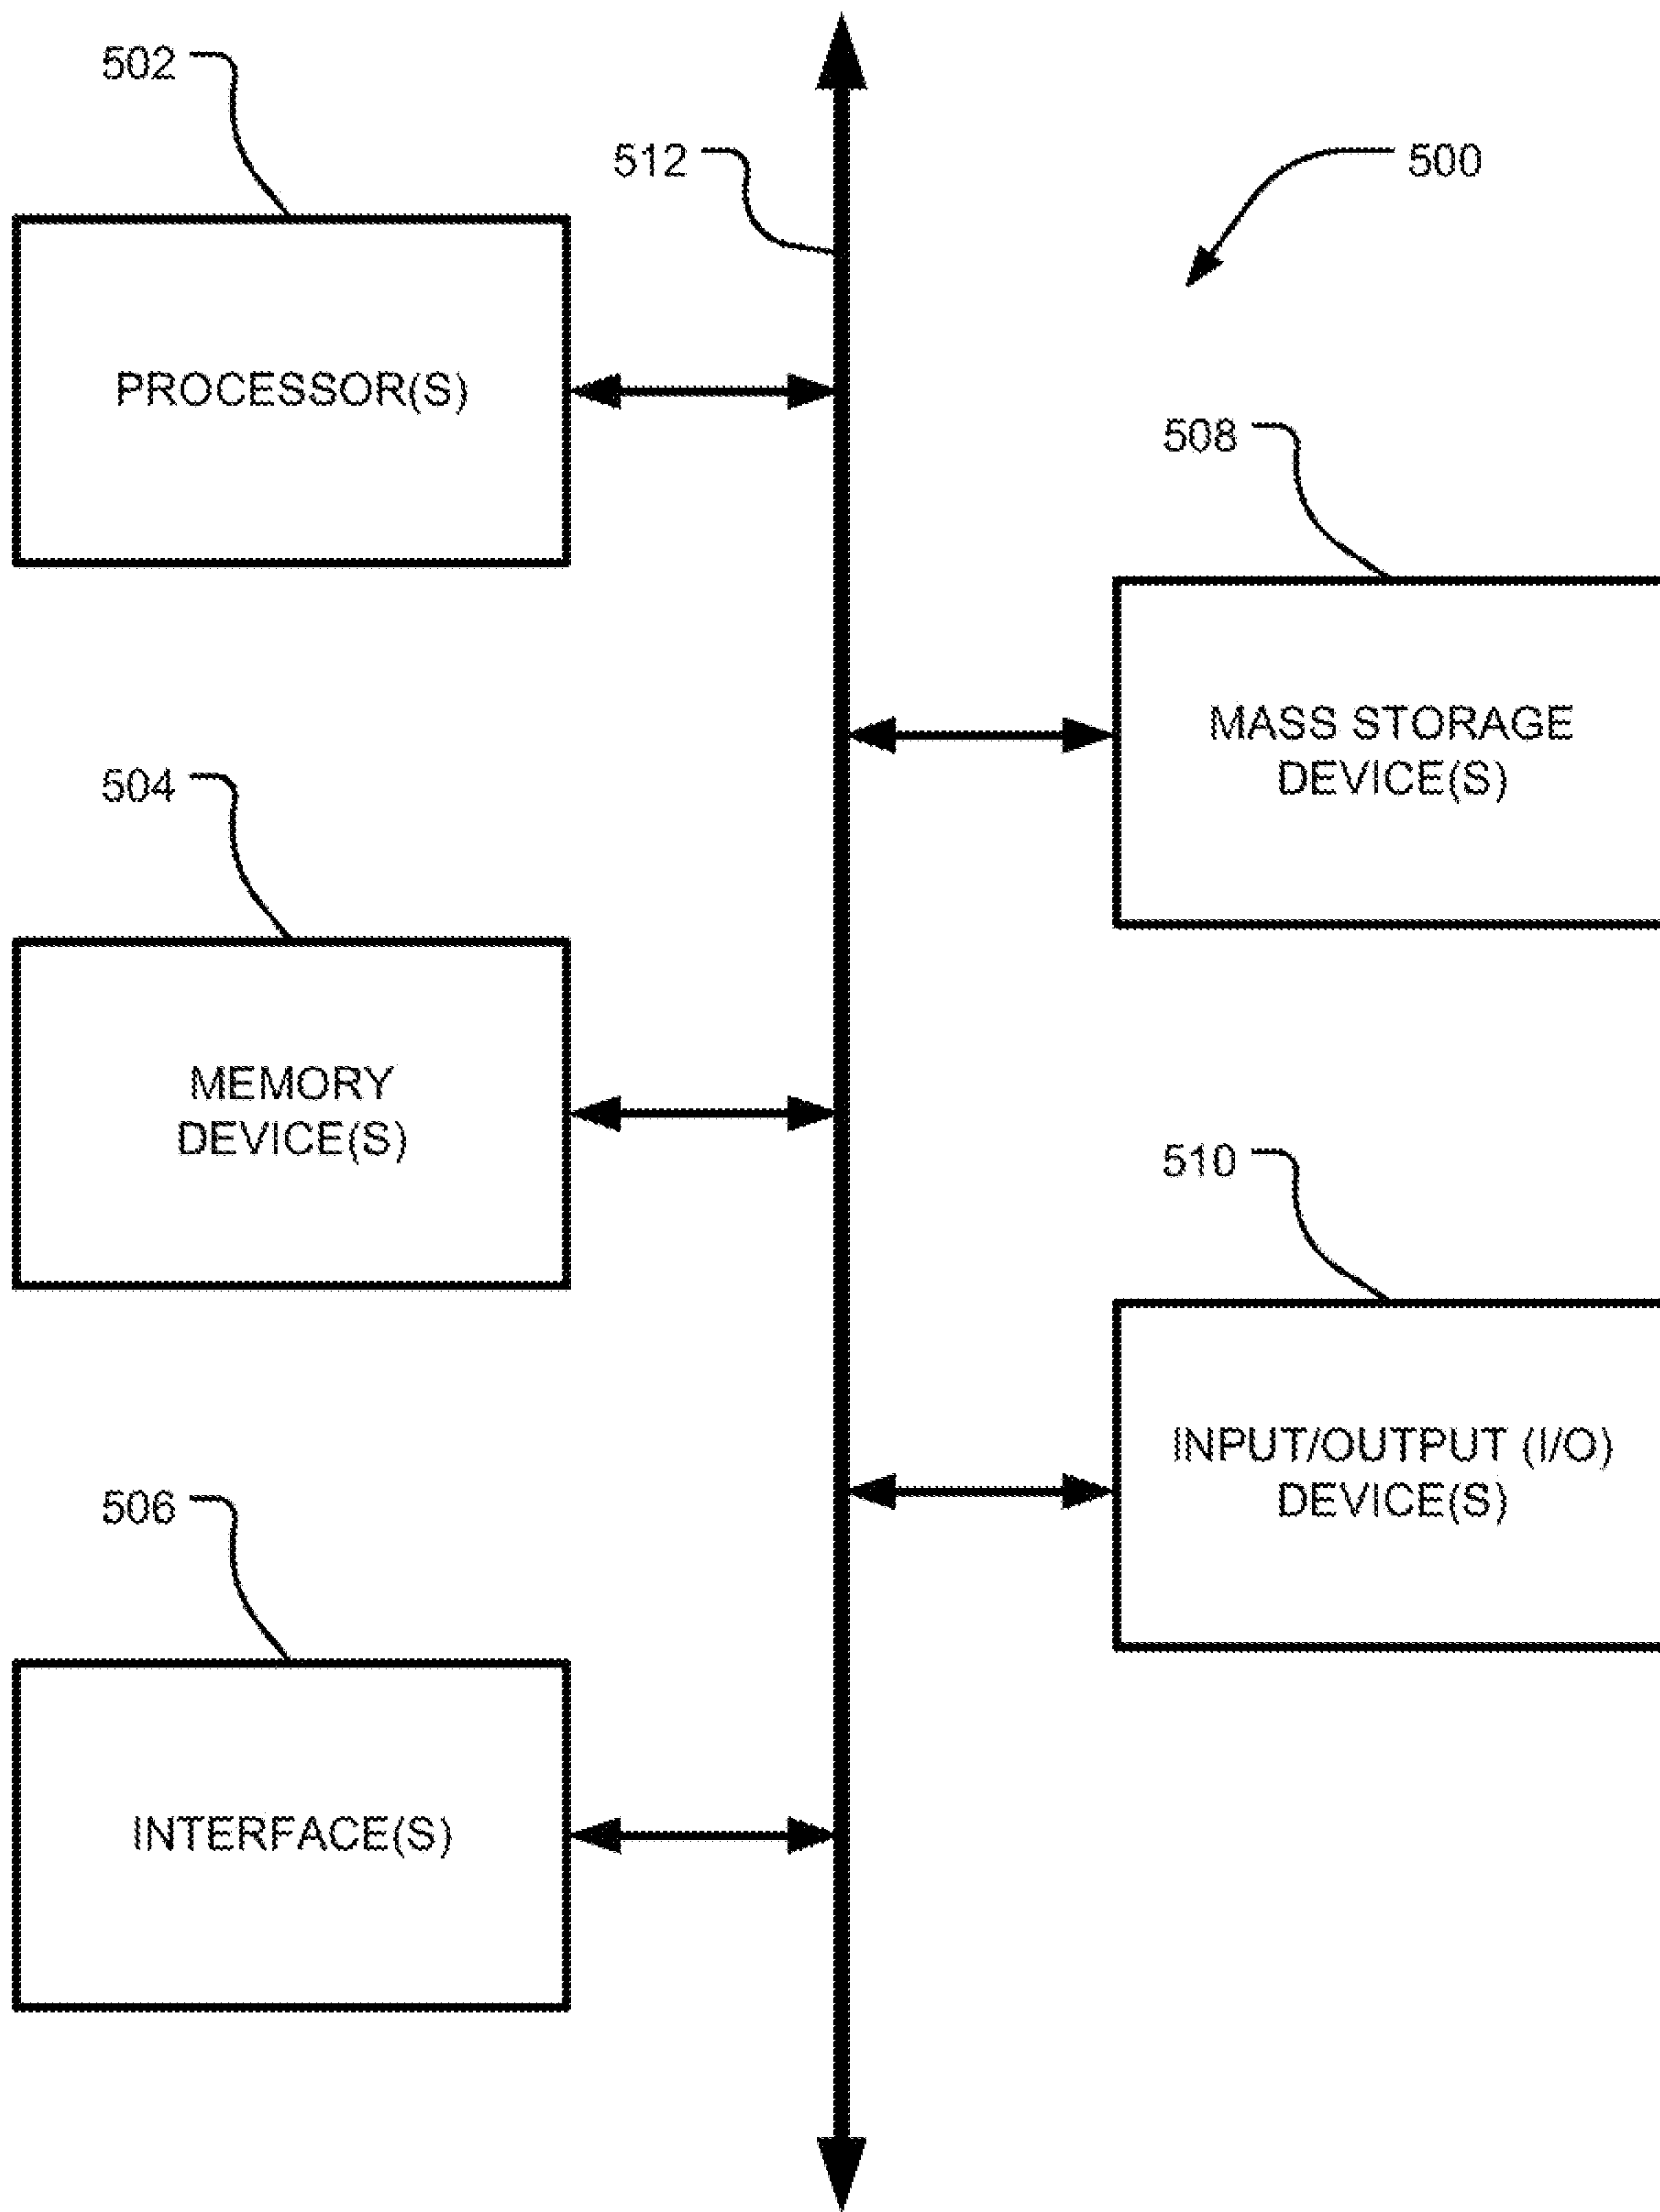 502
512
500
PROCESSOR(S)
508
MASS STORAGE
DEVICE(S)
504
MEMORY
DEVICE(S)
510
INPUT/OUTPUT (I/O)
DEVICE(S)
506
INTERFACE(S)